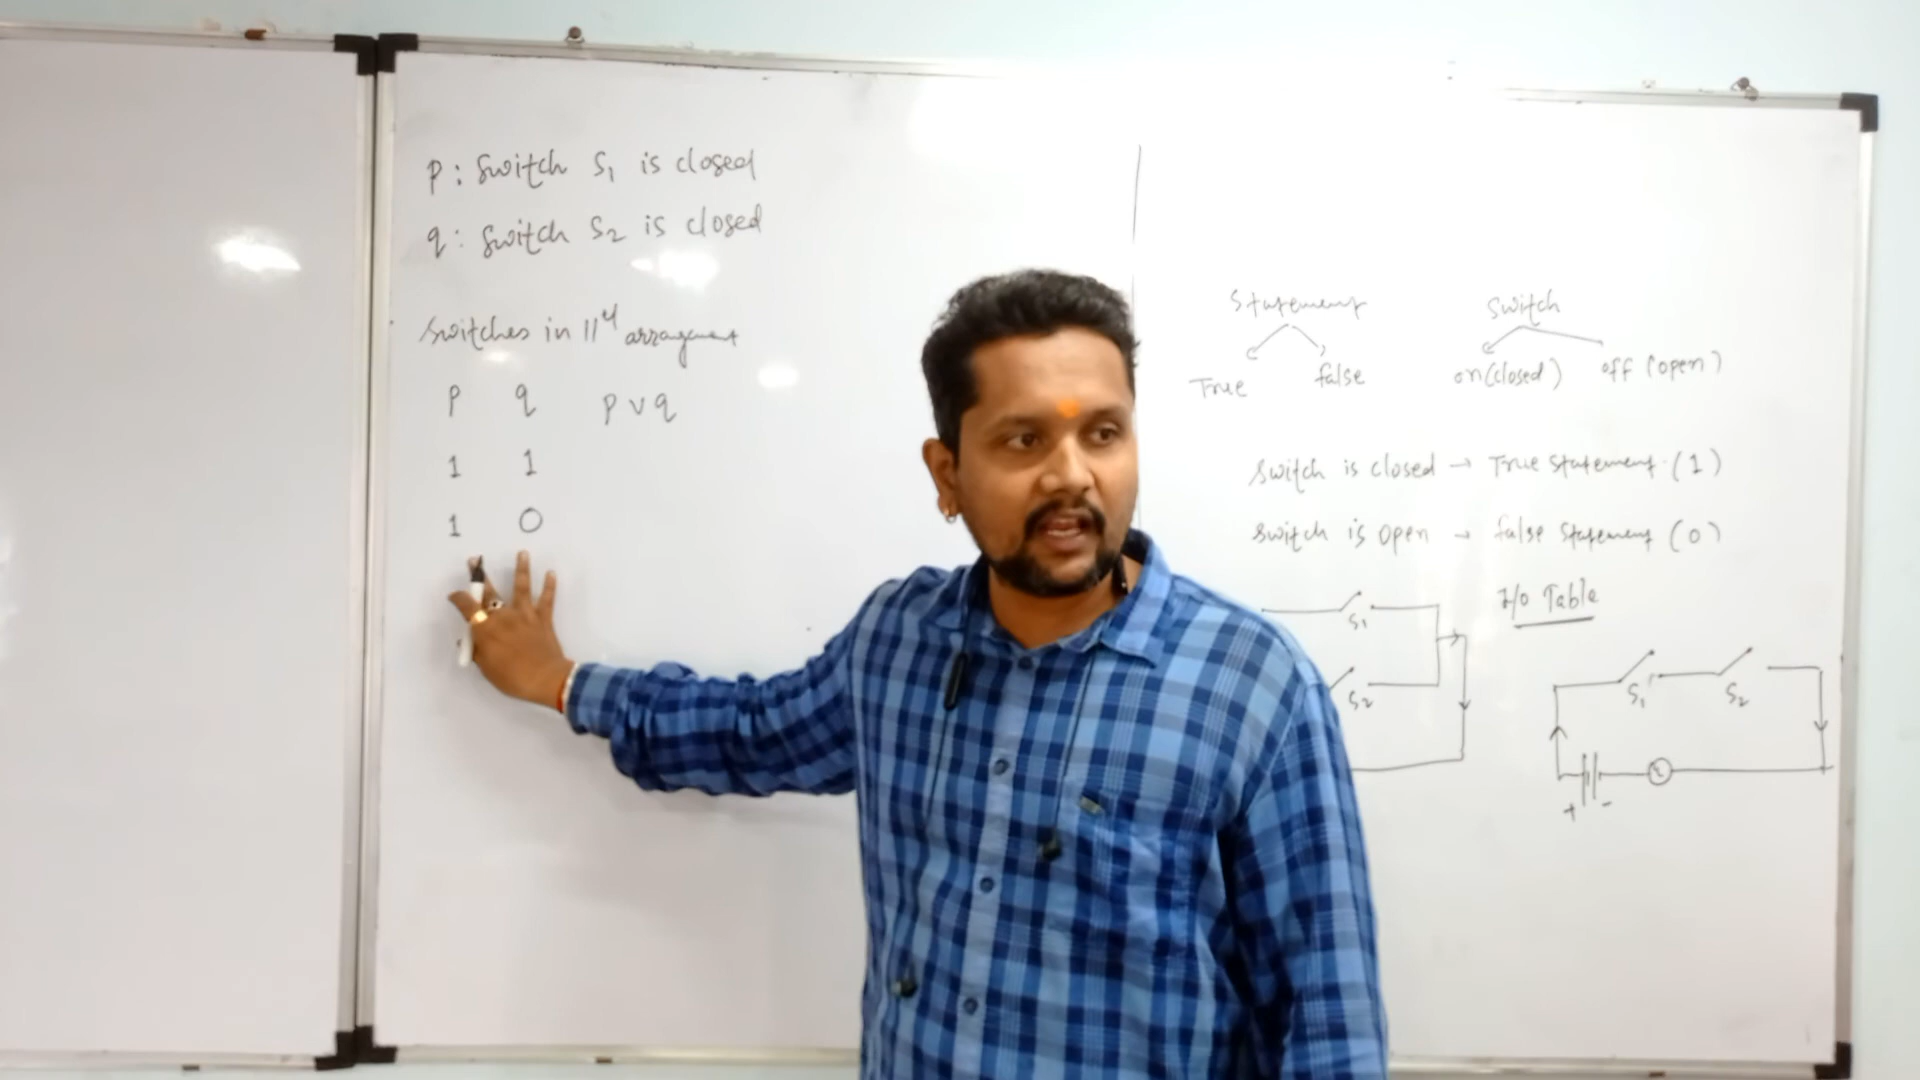 p : Switch S1 is closed
q : Switch S2 is closed
Switches in 11el arrangement
p q p ∨ q
1 1
1 0
Statement
True false
Switch
on (closed) off (open)
Switch is closed → True Statement (1)
Switch is open → false Statement (0)
I/O Table
S1
S2
S1 S2
+ -